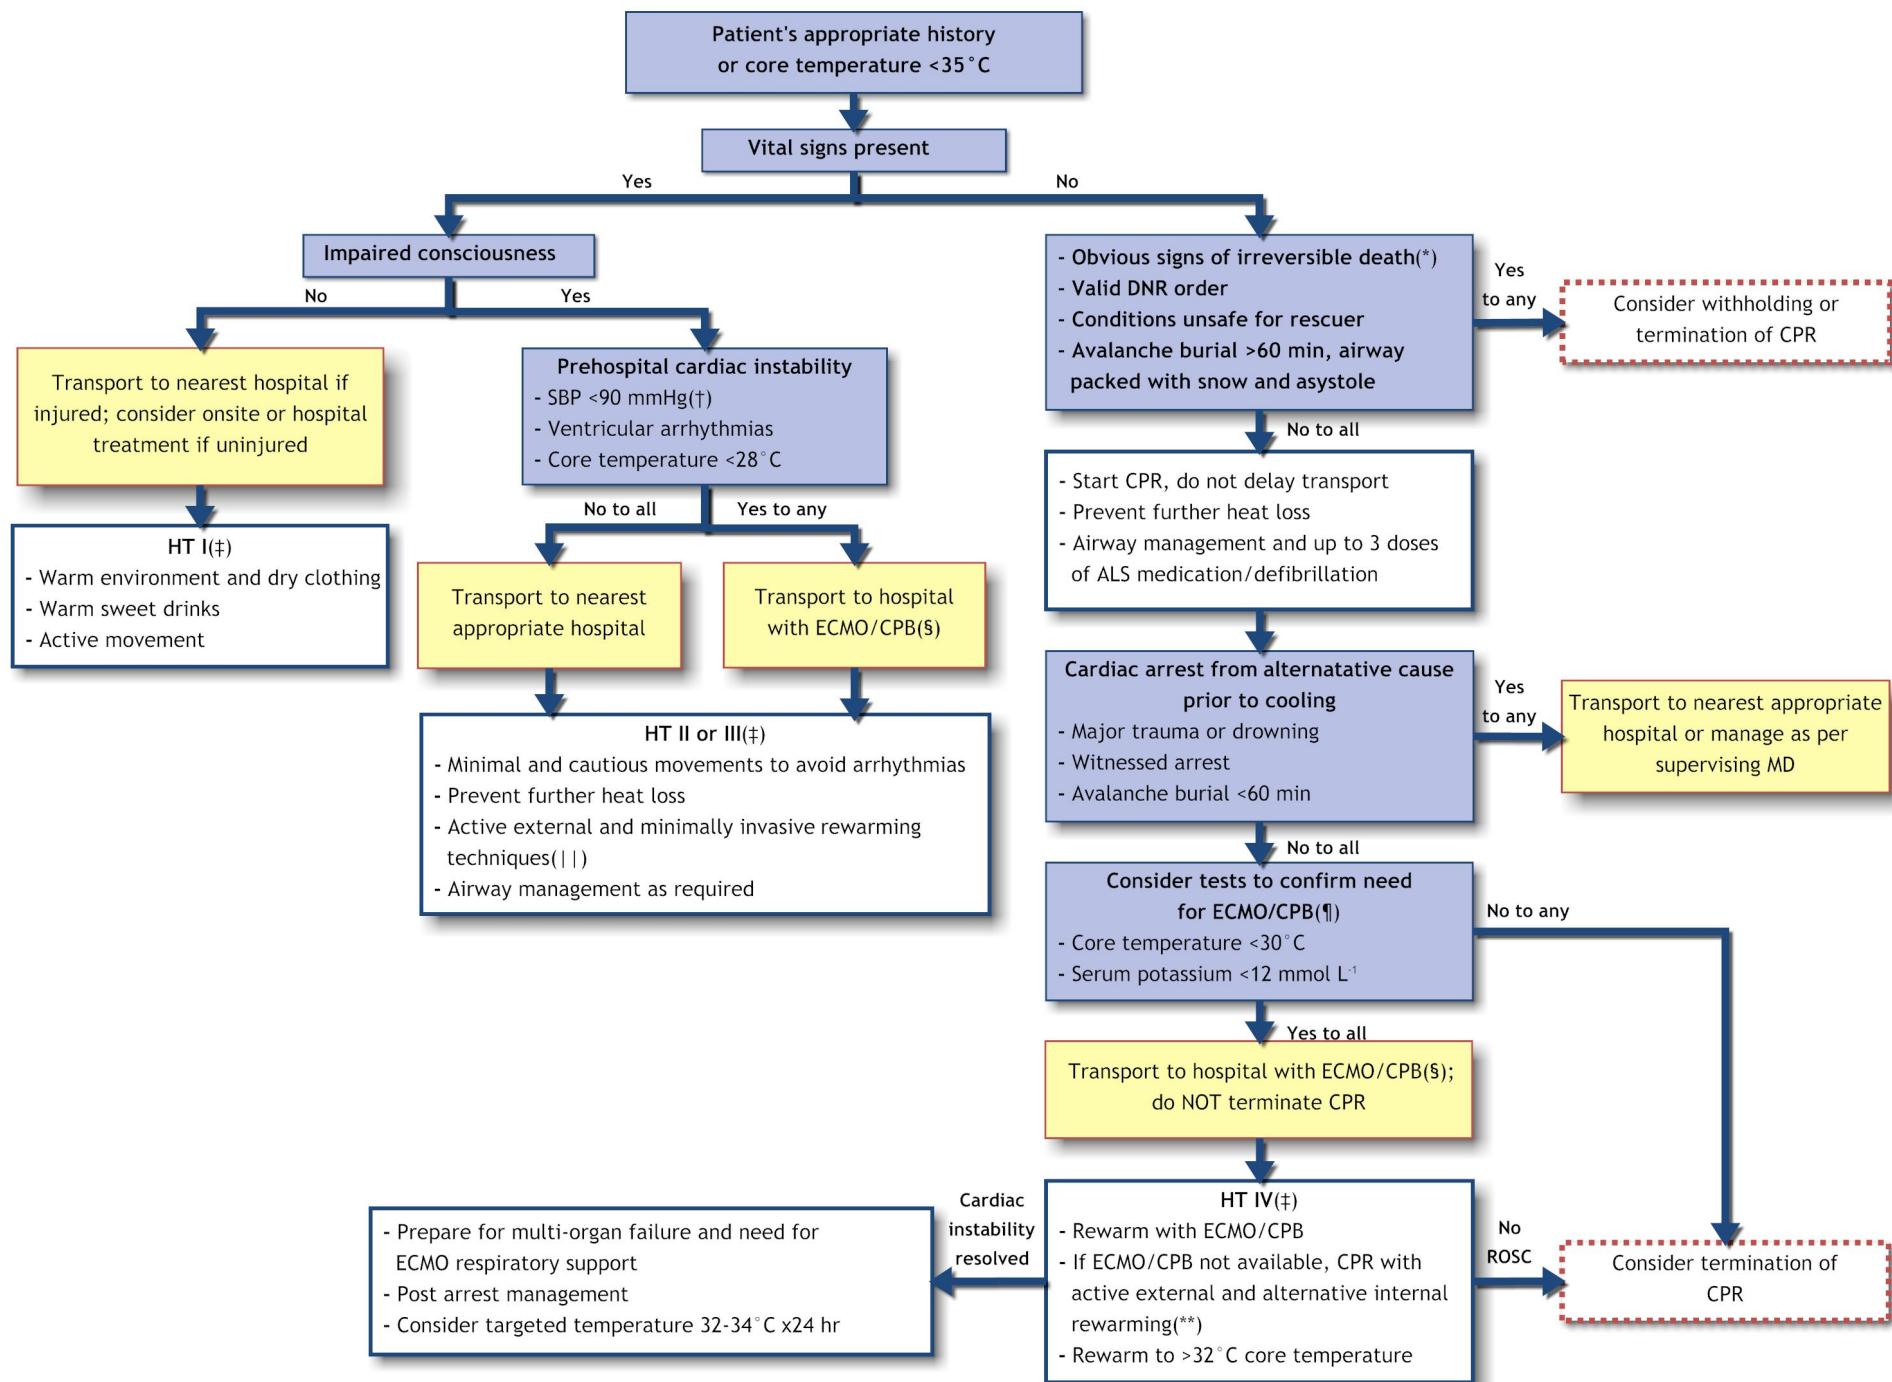 Patient's appropriate history
or core temperature <35°C
Vital signs present
Yes
No
Impaired consciousness
No
Yes
Transport to nearest hospital if
injured; consider onsite or hospital
treatment if uninjured
HT I(‡)
- Warm environment and dry clothing
- Warm sweet drinks
- Active movement
Prehospital cardiac instability
- SBP <90 mmHg(†)
- Ventricular arrhythmias
- Core temperature <28°C
No to all
Yes to any
Transport to nearest
appropriate hospital
Transport to hospital
with ECMO/CPB(§)
HT II or III(‡)
- Minimal and cautious movements to avoid arrhythmias
- Prevent further heat loss
- Active external and minimally invasive rewarming
techniques(||)
- Airway management as required
- Obvious signs of irreversible death(*)
- Valid DNR order
- Conditions unsafe for rescuer
- Avalanche burial >60 min, airway
packed with snow and asystole
Yes
to any
Consider withholding or
termination of CPR
No to all
- Start CPR, do not delay transport
- Prevent further heat loss
- Airway management and up to 3 doses
of ALS medication/defibrillation
Cardiac arrest from alternatative cause
prior to cooling
- Major trauma or drowning
- Witnessed arrest
- Avalanche burial <60 min
Yes
to any
Transport to nearest appropriate
hospital or manage as per
supervising MD
No to all
Consider tests to confirm need
for ECMO/CPB(¶)
- Core temperature <30°C
- Serum potassium <12 mmol L⁻¹
No to any
Yes to all
Transport to hospital with ECMO/CPB(§);
do NOT terminate CPR
HT IV(‡)
- Rewarm with ECMO/CPB
- If ECMO/CPB not available, CPR with
active external and alternative internal
rewarming(**)
- Rewarm to >32°C core temperature
Cardiac
instability
resolved
- Prepare for multi-organ failure and need for
ECMO respiratory support
- Post arrest management
- Consider targeted temperature 32-34°C x24 hr
No
ROSC
Consider termination of
CPR